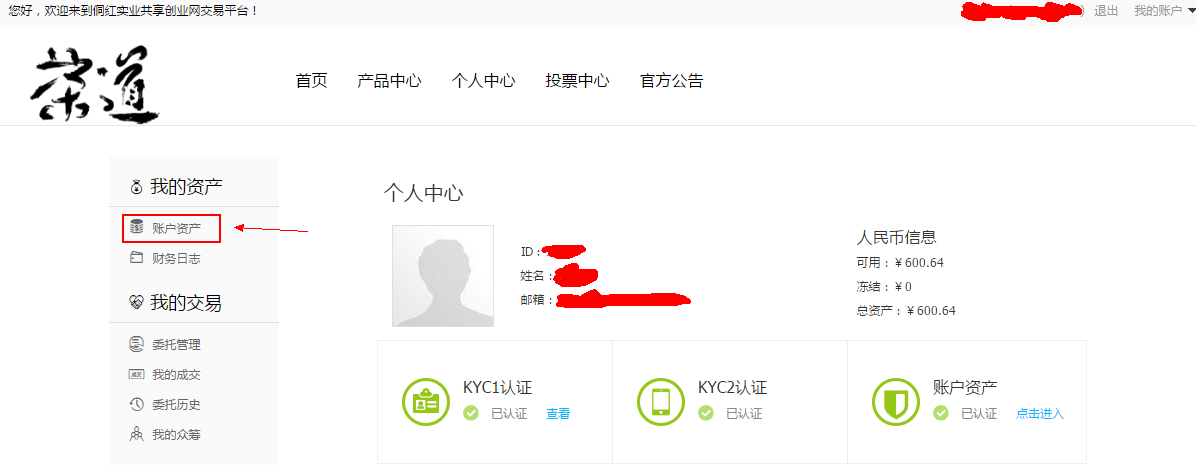 您好，欢迎来到侗红实业共享创业网交易平台！
) 退出 我的账户
茶道
首页 产品中心 个人中心 投票中心 官方公告
我的资产
账户资产
财务日志
我的交易
委托管理
我的成交
委托历史
我的众筹
个人中心
ID：
姓名：
邮箱：
人民币信息
可用：￥600.64
冻结：￥0
总资产：￥600.64
KYC1认证
已认证 查看
KYC2认证
已认证
账户资产
已认证 点击进入